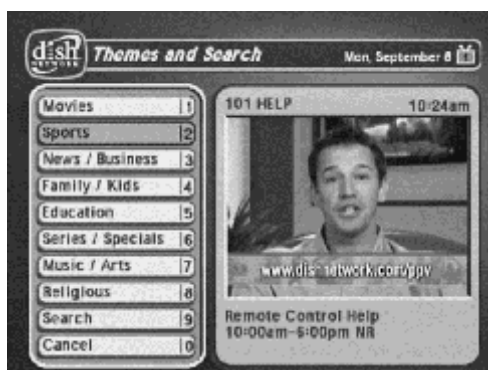 dish
NETWORK
Themes and Search
Mon, September 8
Movies 1
Sports 2
News / Business 3
Family / Kids 4
Education 5
Series / Specials 6
Music / Arts 7
Religious 8
Search 9
Cancel 0
101 HELP 10:24am
www.dishnetwork.com/ppv
Remote Control Help
10:00am-6:00pm NR